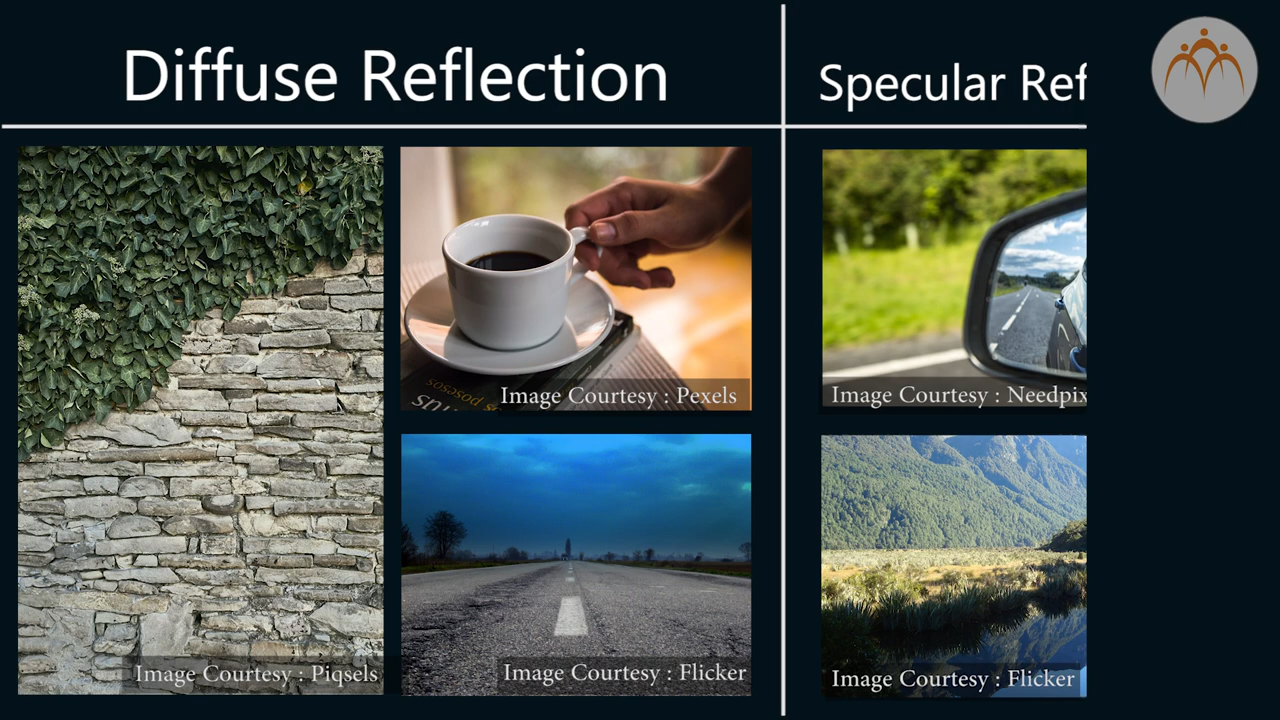 Diffuse Reflection
Specular Ref
Image Courtesy : Pexels
Image Courtesy : Needpix
Image Courtesy : Piqsels
Image Courtesy : Flicker
Image Courtesy : Flicker